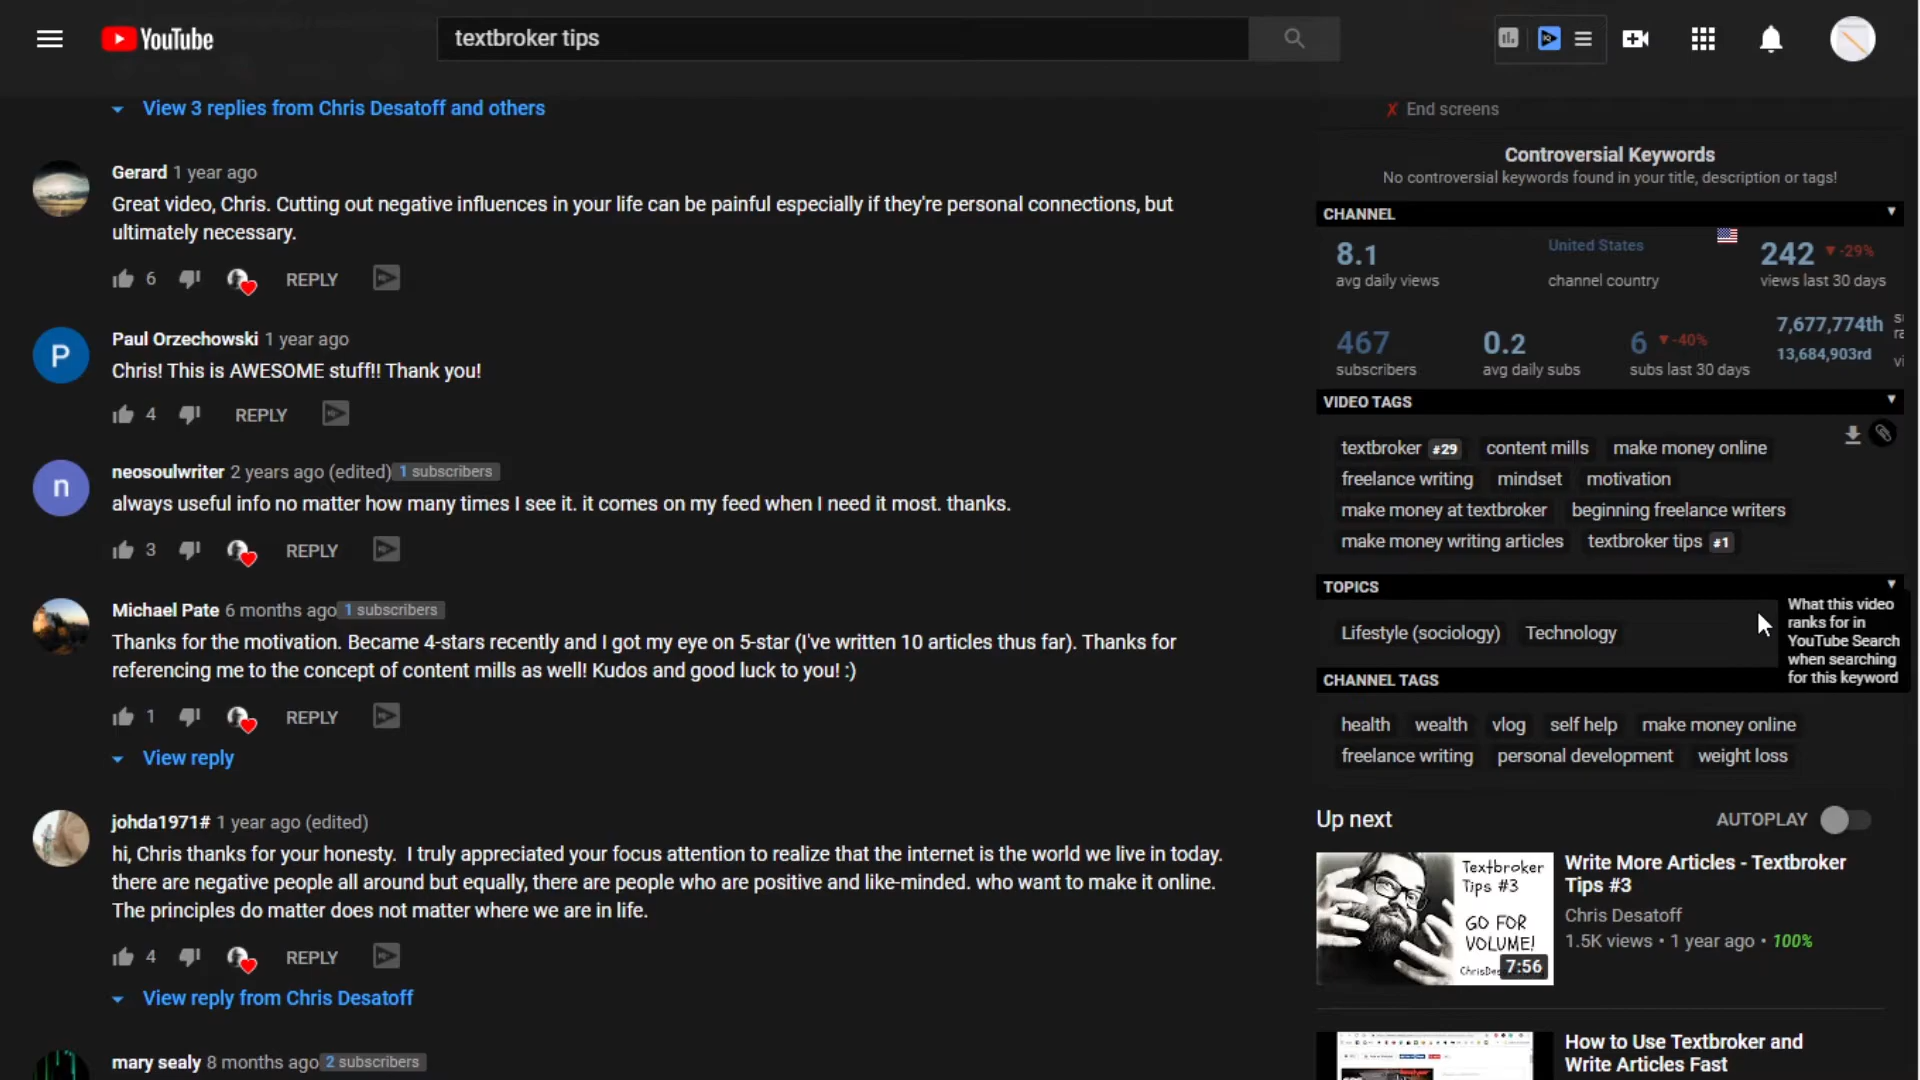 YouTube
textbroker tips
View 3 replies from Chris Desatoff and others
Gerard 1 year ago
Great video, Chris. Cutting out negative influences in your life can be painful especially if they're personal connections, but
ultimately necessary.
6 REPLY
Paul Orzechowski 1 year ago
P
Chris! This is AWESOME stuff!! Thank you!
4 REPLY
neosoulwriter 2 years ago (edited) 1 subscribers
n
always useful info no matter how many times I see it. it comes on my feed when I need it most. thanks.
3 REPLY
Michael Pate 6 months ago 1 subscribers
Thanks for the motivation. Became 4-stars recently and I got my eye on 5-star (I've written 10 articles thus far). Thanks for
referencing me to the concept of content mills as well! Kudos and good luck to you! :)
1 REPLY
View reply
johda1971# 1 year ago (edited)
hi, Chris thanks for your honesty.  I truly appreciated your focus attention to realize that the internet is the world we live in today.
there are negative people all around but equally, there are people who are positive and like-minded. who want to make it online.
The principles do matter does not matter where we are in life.
4 REPLY
View reply from Chris Desatoff
mary sealy 8 months ago 2 subscribers
✗ End screens
Controversial Keywords
No controversial keywords found in your title, description or tags!
CHANNEL
8.1 United States 242 ▼-29%
avg daily views channel country views last 30 days
467 0.2 6 ▼-40% 7,677,774th
13,684,903rd
subscribers avg daily subs subs last 30 days
VIDEO TAGS
textbroker #29 content mills make money online
freelance writing mindset motivation
make money at textbroker beginning freelance writers
make money writing articles textbroker tips #1
TOPICS
Lifestyle (sociology) Technology
What this video
ranks for in
YouTube Search
when searching
for this keyword
CHANNEL TAGS
health wealth vlog self help make money online
freelance writing personal development weight loss
Up next AUTOPLAY
Textbroker
Tips #3
GO FOR
VOLUME!
7:56
Write More Articles - Textbroker
Tips #3
Chris Desatoff
1.5K views • 1 year ago • 100%
How to Use Textbroker and
Write Articles Fast